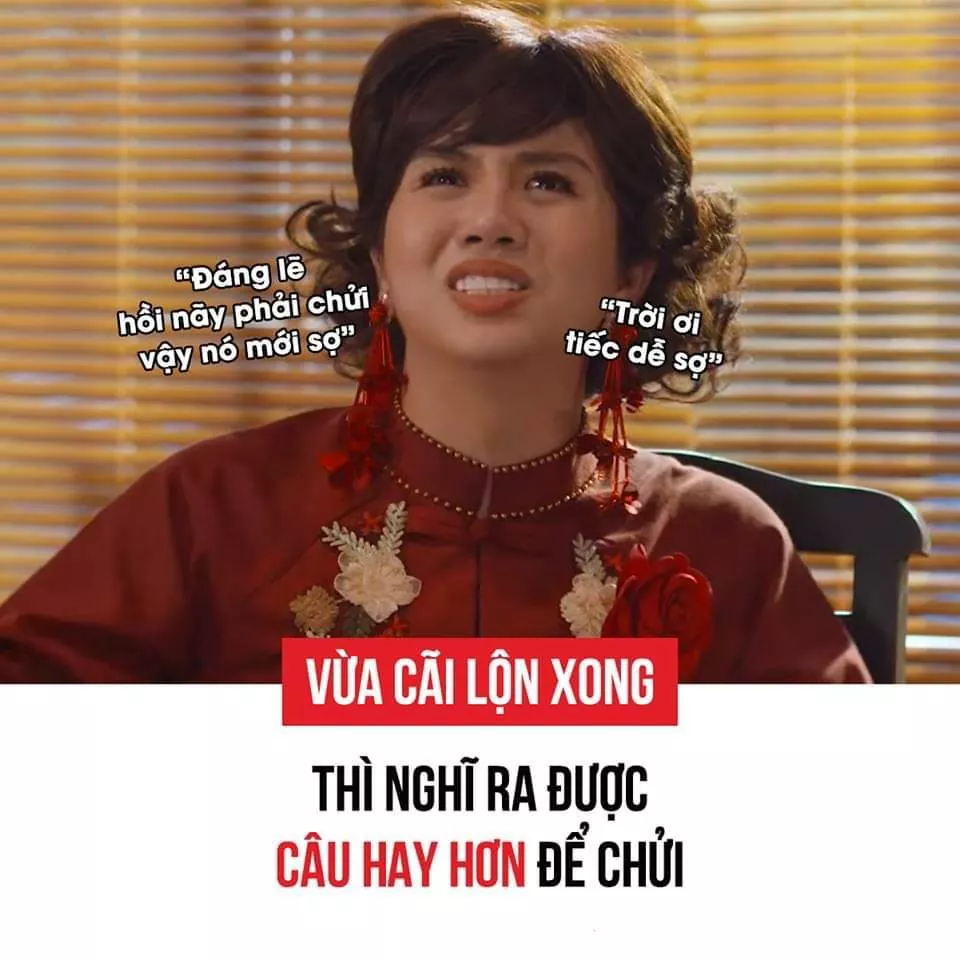 “Đáng lẽ
hồi nãy phải chửi
vậy nó mới sợ”
“Trời ơi
tiếc dễ sợ”
VỪA CÃI LỘN XONG
THÌ NGHĨ RA ĐƯỢC
CÂU HAY HƠN ĐỂ CHỬI